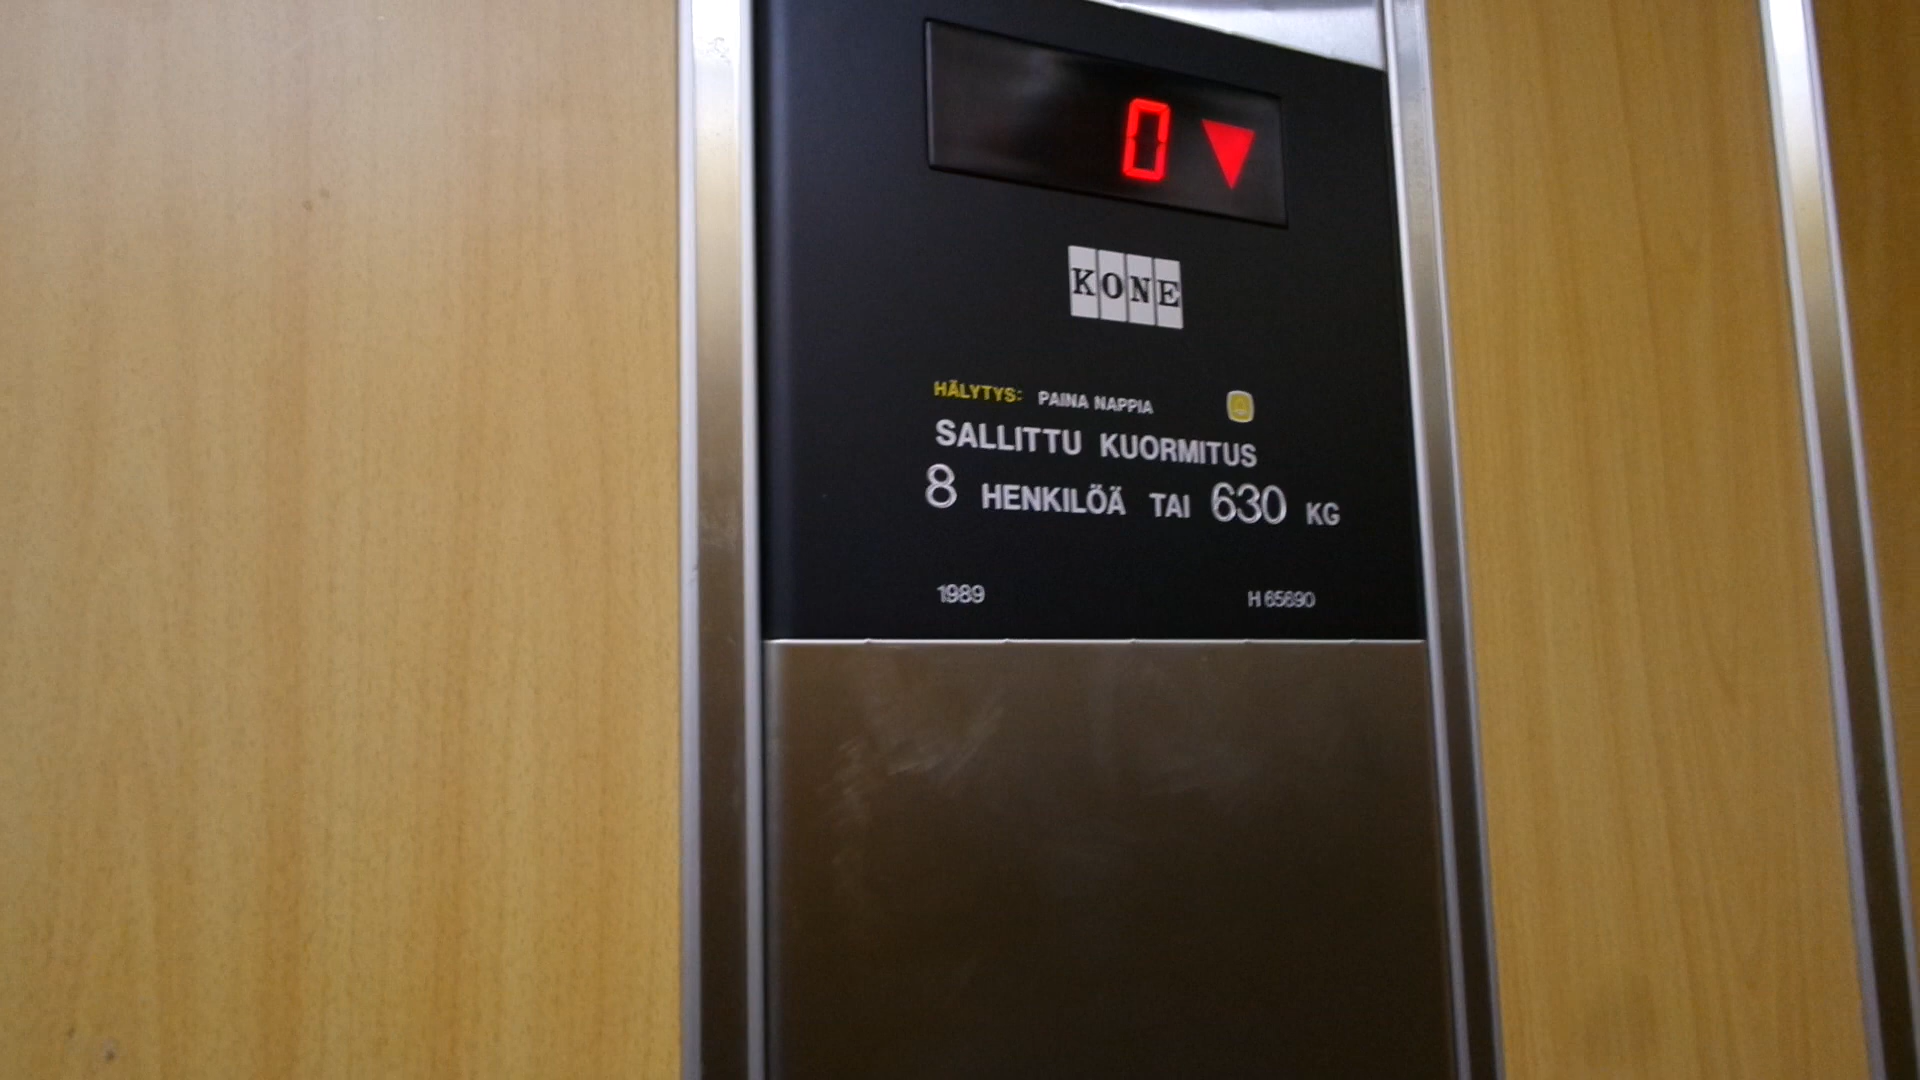 0
KONE
HÄLYTYS: PAINA NAPPIA
SALLITTU KUORMITUS
8 HENKILÖÄ TAI 630 KG
1989 H 65690